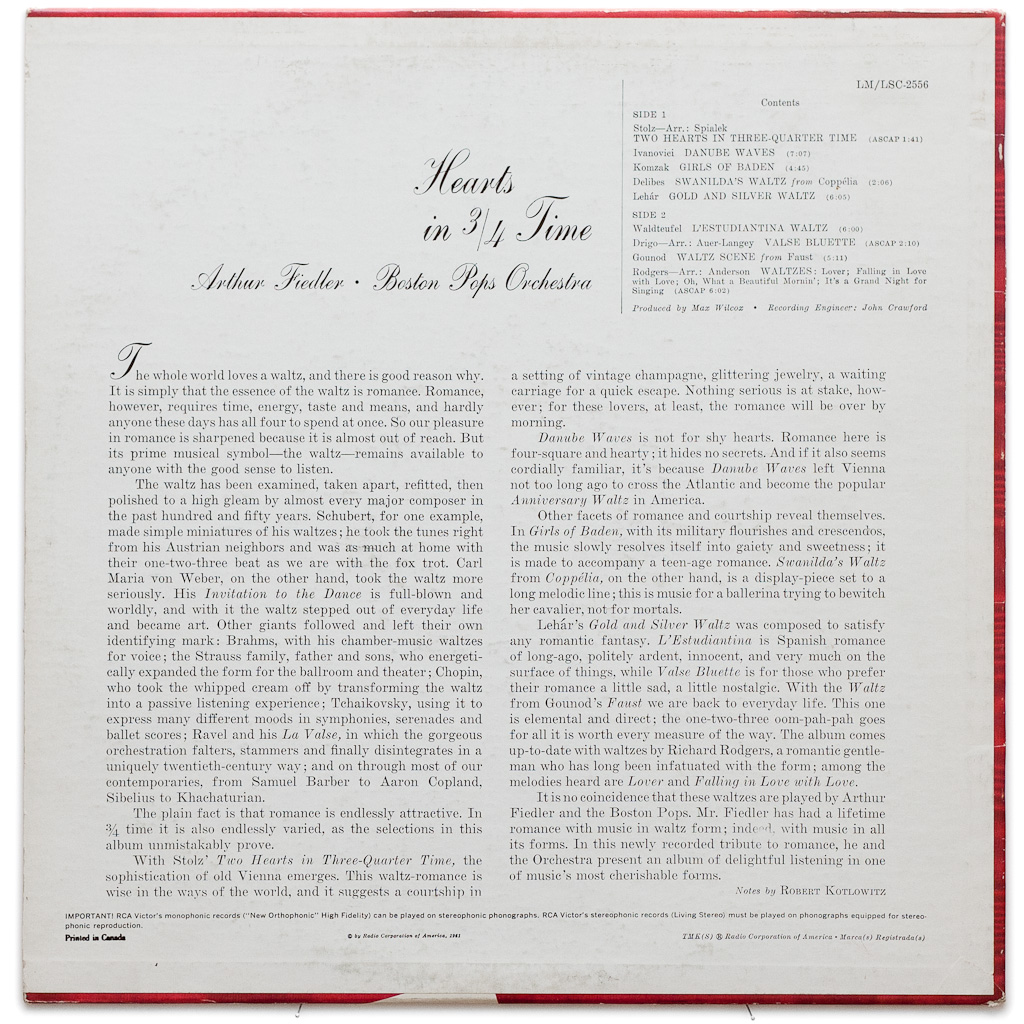 LM/LSC-2556
Contents
SIDE 1
Stolz—Arr.: Spialek
TWO HEARTS IN THREE-QUARTER TIME (ASCAP 1:41)
Ivanovici DANUBE WAVES (7:07)
Komzak GIRLS OF BADEN (4:45)
Delibes SWANILDA'S WALTZ from Coppélia (2:06)
Lehár GOLD AND SILVER WALTZ (6:05)
SIDE 2
Waldteufel L'ESTUDIANTINA WALTZ (6:00)
Drigo—Arr.: Auer-Langey VALSE BLUETTE (ASCAP 2:10)
Gounod WALTZ SCENE from Faust (5:11)
Rodgers—Arr.: Anderson WALTZES: Lover; Falling in Love
with Love; Oh, What a Beautiful Mornin'; It's a Grand Night for
Singing (ASCAP 6:02)
Produced by Max Wilcox • Recording Engineer: John Crawford
Hearts
in 3/4 Time
Arthur Fiedler • Boston Pops Orchestra
The whole world loves a waltz, and there is good reason why.
It is simply that the essence of the waltz is romance. Romance,
however, requires time, energy, taste and means, and hardly
anyone these days has all four to spend at once. So our pleasure
in romance is sharpened because it is almost out of reach. But
its prime musical symbol—the waltz—remains available to
anyone with the good sense to listen.
The waltz has been examined, taken apart, refitted, then
polished to a high gleam by almost every major composer in
the past hundred and fifty years. Schubert, for one example,
made simple miniatures of his waltzes; he took the tunes right
from his Austrian neighbors and was as much at home with
their one-two-three beat as we are with the fox trot. Carl
Maria von Weber, on the other hand, took the waltz more
seriously. His Invitation to the Dance is full-blown and
worldly, and with it the waltz stepped out of everyday life
and became art. Other giants followed and left their own
identifying mark: Brahms, with his chamber-music waltzes
for voice; the Strauss family, father and sons, who energeti-
cally expanded the form for the ballroom and theater; Chopin,
who took the whipped cream off by transforming the waltz
into a passive listening experience; Tchaikovsky, using it to
express many different moods in symphonies, serenades and
ballet scores; Ravel and his La Valse, in which the gorgeous
orchestration falters, stammers and finally disintegrates in a
uniquely twentieth-century way; and on through most of our
contemporaries, from Samuel Barber to Aaron Copland,
Sibelius to Khachaturian.
The plain fact is that romance is endlessly attractive. In
3/4 time it is also endlessly varied, as the selections in this
album unmistakably prove.
With Stolz' Two Hearts in Three-Quarter Time, the
sophistication of old Vienna emerges. This waltz-romance is
wise in the ways of the world, and it suggests a courtship in
a setting of vintage champagne, glittering jewelry, a waiting
carriage for a quick escape. Nothing serious is at stake, how-
ever; for these lovers, at least, the romance will be over by
morning.
Danube Waves is not for shy hearts. Romance here is
four-square and hearty; it hides no secrets. And if it also seems
cordially familiar, it's because Danube Waves left Vienna
not too long ago to cross the Atlantic and become the popular
Anniversary Waltz in America.
Other facets of romance and courtship reveal themselves.
In Girls of Baden, with its military flourishes and crescendos,
the music slowly resolves itself into gaiety and sweetness; it
is made to accompany a teen-age romance. Swanilda's Waltz
from Coppélia, on the other hand, is a display-piece set to a
long melodic line; this is music for a ballerina trying to bewitch
her cavalier, not for mortals.
Lehár's Gold and Silver Waltz was composed to satisfy
any romantic fantasy. L'Estudiantina is Spanish romance
of long-ago, politely ardent, innocent, and very much on the
surface of things, while Valse Bluette is for those who prefer
their romance a little sad, a little nostalgic. With the Waltz
from Gounod's Faust we are back to everyday life. This one
is elemental and direct; the one-two-three oom-pah-pah goes
for all it is worth every measure of the way. The album comes
up-to-date with waltzes by Richard Rodgers, a romantic gentle-
man who has long been infatuated with the form; among the
melodies heard are Lover and Falling in Love with Love.
It is no coincidence that these waltzes are played by Arthur
Fiedler and the Boston Pops. Mr. Fiedler has had a lifetime
romance with music in waltz form; indeed, with music in all
its forms. In this newly recorded tribute to romance, he and
the Orchestra present an album of delightful listening in one
of music's most cherishable forms.
Notes by ROBERT KOTLOWITZ
IMPORTANT! RCA Victor's monophonic records ("New Orthophonic" High Fidelity) can be played on stereophonic phonographs. RCA Victor's stereophonic records (Living Stereo) must be played on phonographs equipped for stereo-
phonic reproduction.
Printed in Canada
© by Radio Corporation of America, 1961
TMK(S) ® Radio Corporation of America • Marca(s) Registrada(s)